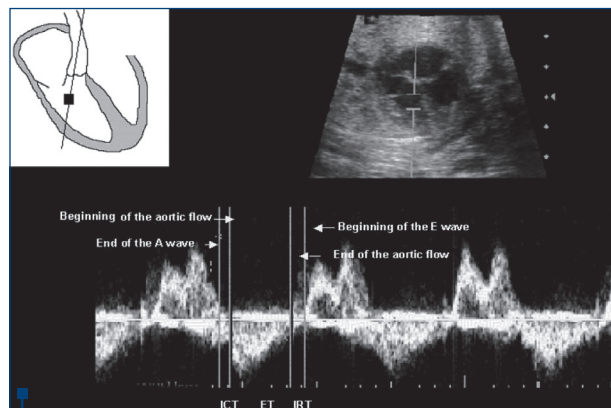 Beginning of the aortic flow
Beginning of the E wave
End of the A wave
End of the aortic flow
ICT ET IRT